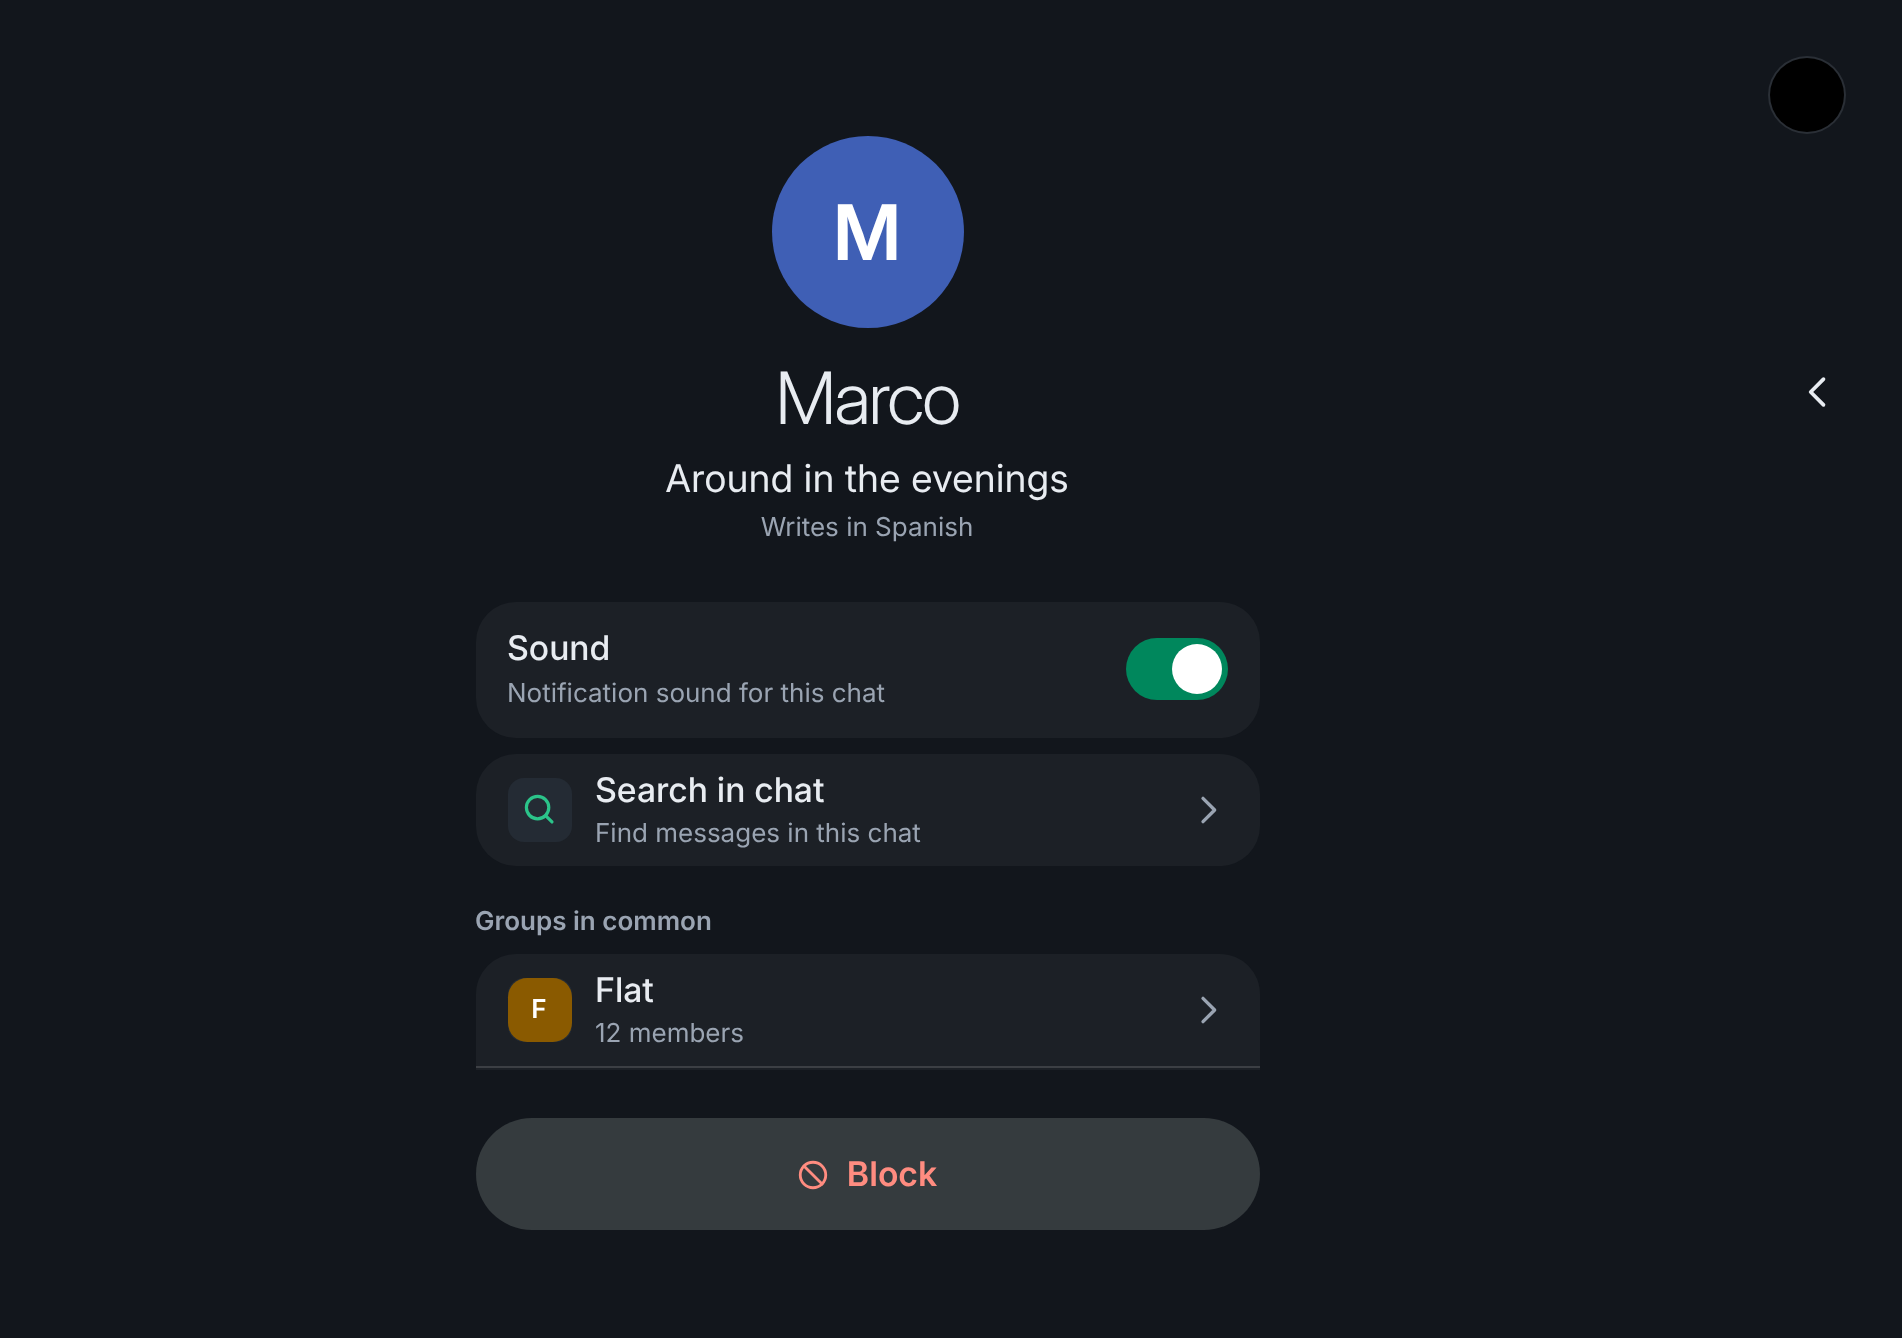 M
Marco
Around in the evenings
Writes in Spanish
Sound
Notification sound for this chat
Search in chat
Find messages in this chat
Groups in common
F
Flat
12 members
Block